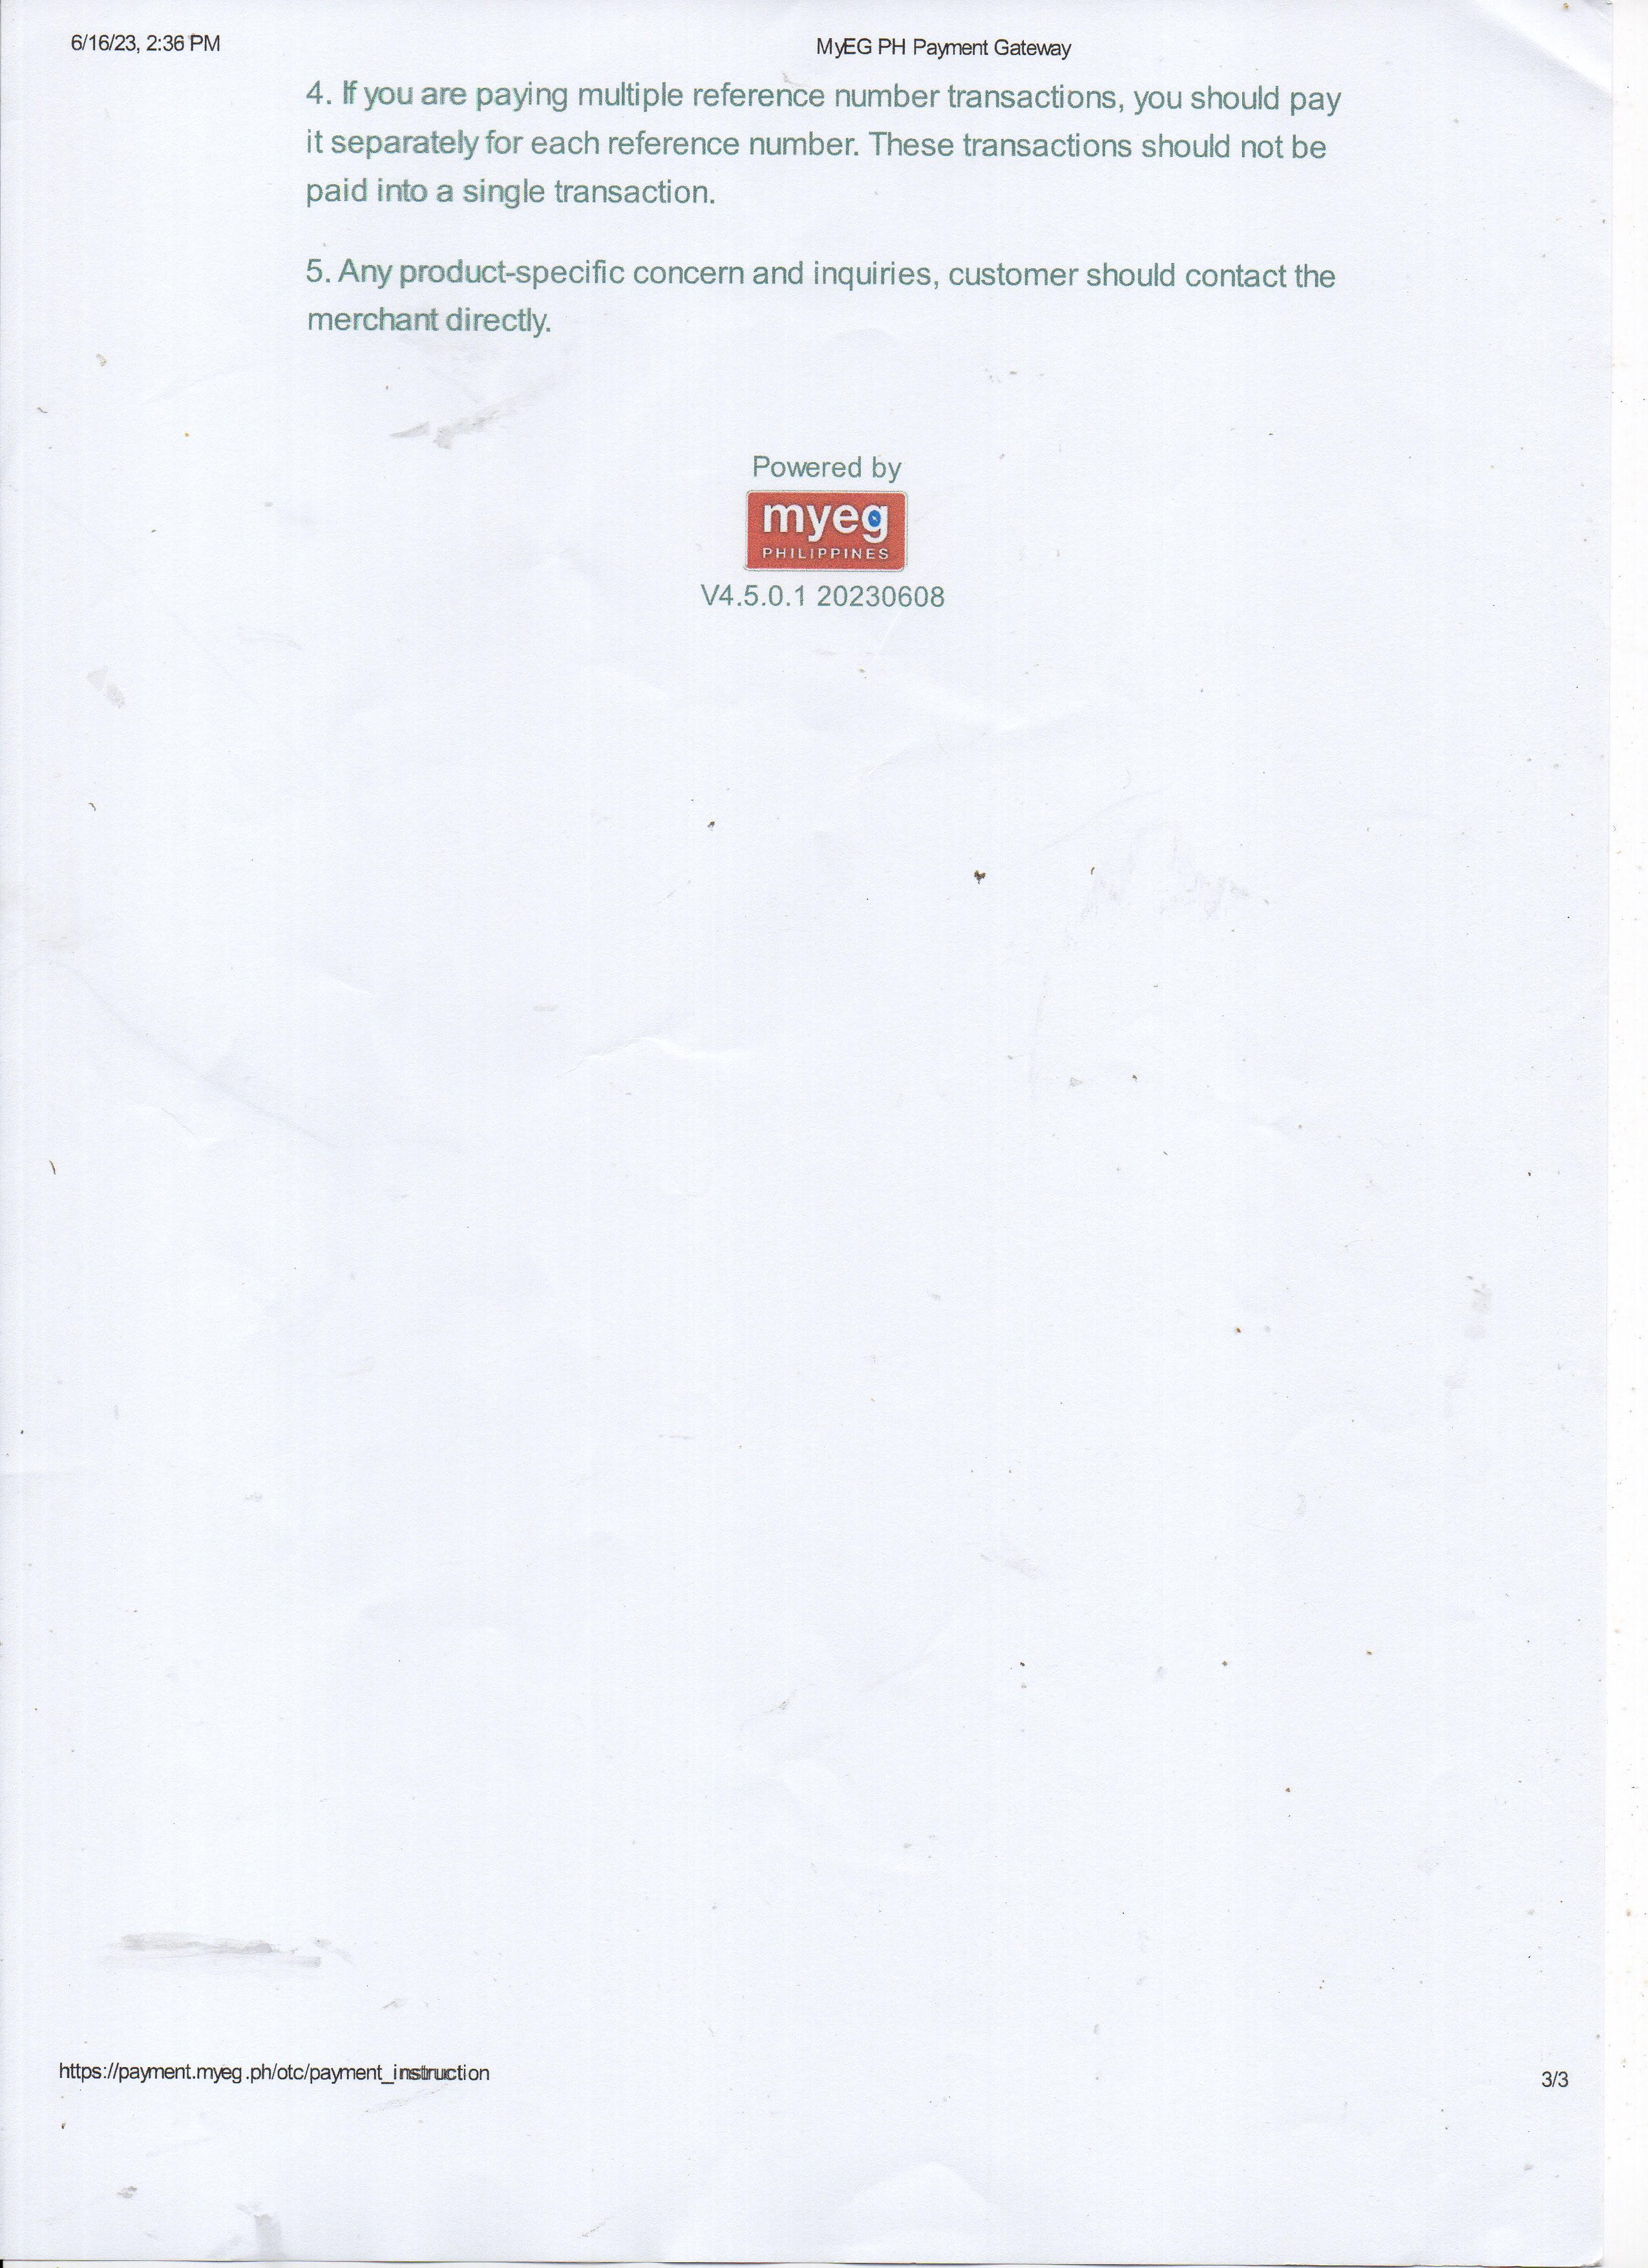 6/16/23, 2:36 PM
MyEG PH Payment Gateway
4. If you are paying multiple reference number transactions, you should pay
it separately for each reference number. These transactions should not be
paid into a single transaction.
5. Any product-specific concern and inquiries, customer should contact the
merchant directly.
Powered by
myeg
PHILIPPINES
V4.5.0.1 20230608
https://payment.myeg.ph/otc/payment_instruction
3/3